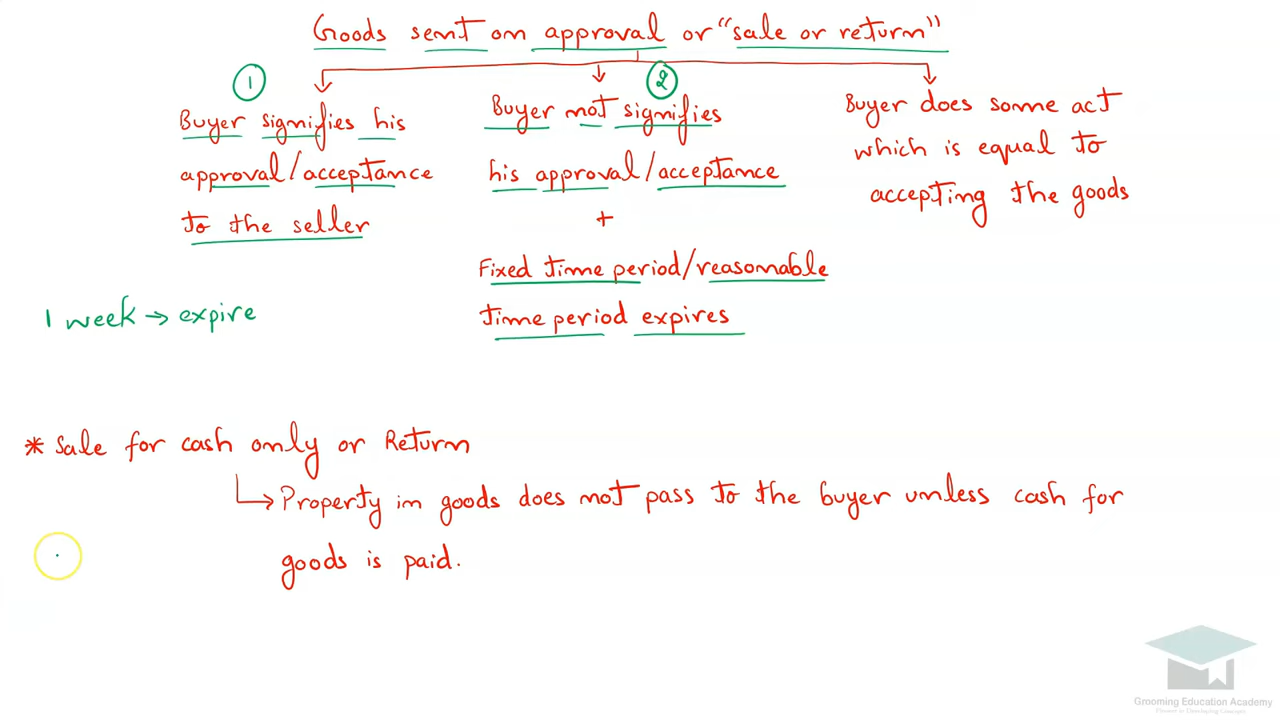 Goods sent on approval or "sale or return"
1
Buyer signifies his
approval/acceptance
to the seller
2
Buyer not signifies
his approval/acceptance
+
Fixed time period/reasonable
time period expires
Buyer does some act
which is equal to
accepting the goods
1 week → expire
* Sale for cash only or Return
Property in goods does not pass to the buyer unless cash for
goods is paid.
Grooming Education Academy